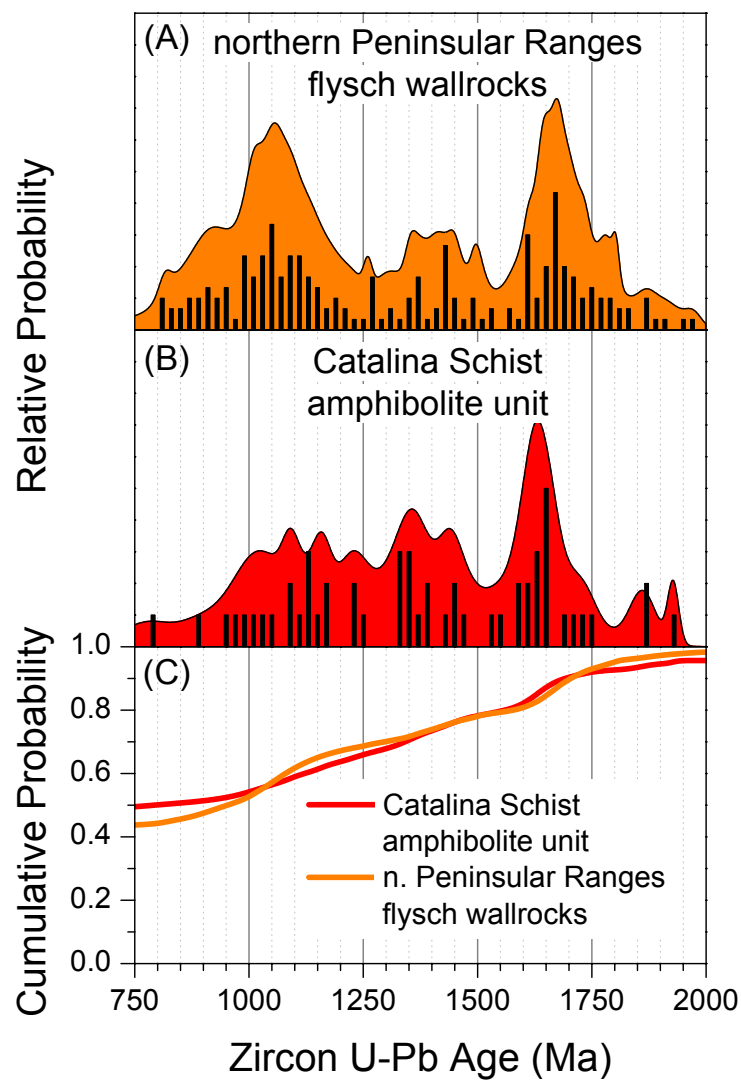 (A)
northern Peninsular Ranges
flysch wallrocks
Relative Probability
(B)
Catalina Schist
amphibolite unit
(C)
1.0
0.8
0.6
0.4
0.2
0.0
Cumulative Probability
Catalina Schist
amphibolite unit
n. Peninsular Ranges
flysch wallrocks
750 1000 1250 1500 1750 2000
Zircon U-Pb Age (Ma)